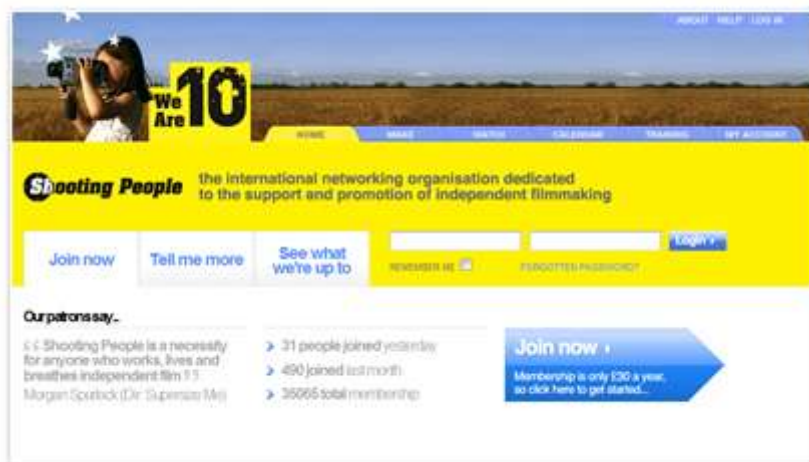 ABOUT HELP LOG IN
We
Are 10
HOME MAKE WATCH CALENDAR TRAINING MY ACCOUNT
Shooting People
the international networking organisation dedicated
to the support and promotion of independent filmmaking
Join now
Tell me more
See what
we're up to
Login ›
REMEMBER ME
FORGOTTEN PASSWORD?
Our patrons say...
“ Shooting People is a necessity
for anyone who works, lives and
breathes independent film ”
Morgan Spurlock (Dir: Supersize Me)
31 people joined yesterday
490 joined last month
35065 total membership
Join now ›
Membership is only £30 a year,
so click here to get started...